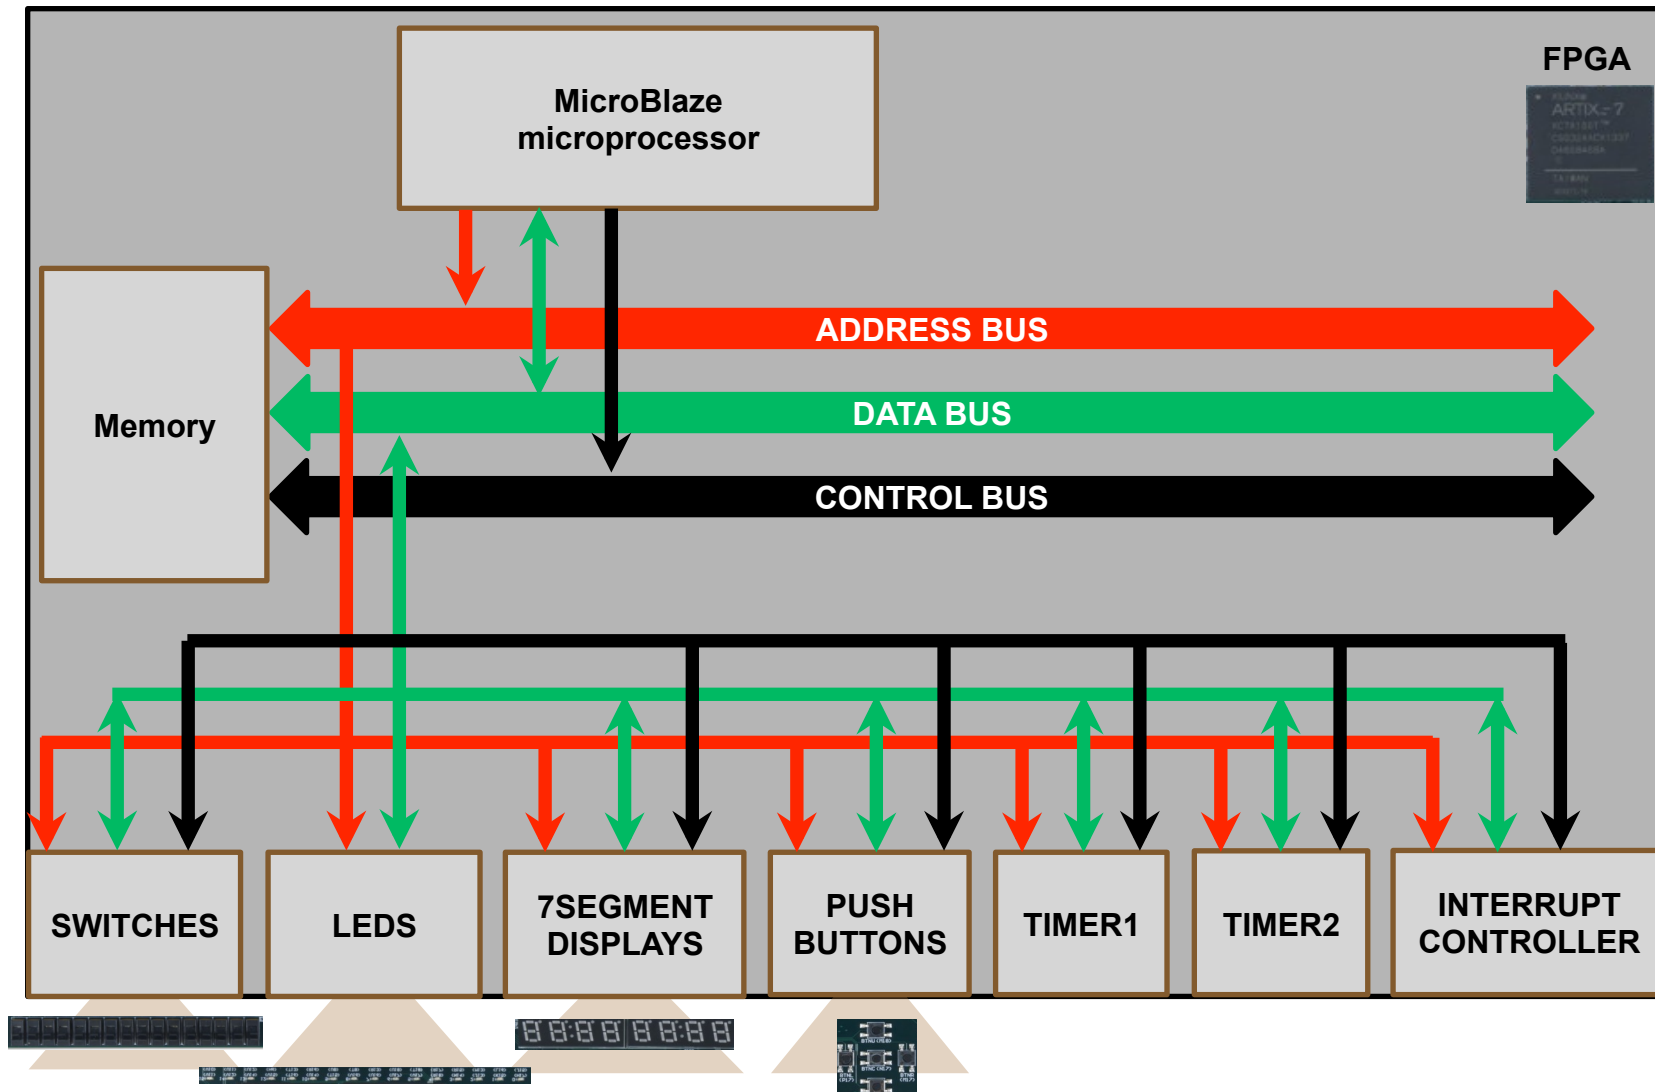 MicroBlaze
microprocessor
FPGA
ARTIX-7
TAIWAN
ADDRESS BUS
Memory
DATA BUS
CONTROL BUS
SWITCHES
LEDS
7SEGMENT
DISPLAYS
PUSH
BUTTONS
TIMER1
TIMER2
INTERRUPT
CONTROLLER